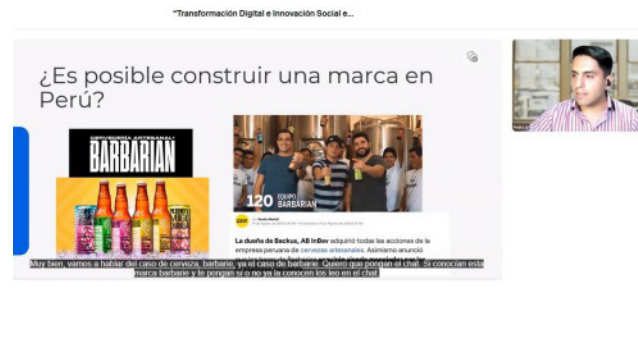 "Transformación Digital e Innovación Social e...
¿Es posible construir una marca en
Perú?
CERVECERÍA ARTESANAL
BARBARIAN
120 EQUIPO
BARBARIAN
La dueña de Backus, AB InBev adquirió todas las acciones de la
empresa peruana de cervezas artesanales. Asimismo anunció
Muy bien, vamos a hablar del caso de cerveza, barbarie, ya el caso de barbarie. Quiero que pongan el chat. Si conocían esta
marca barbarie y le pongan si o no ya la conocen los leo en el chat.